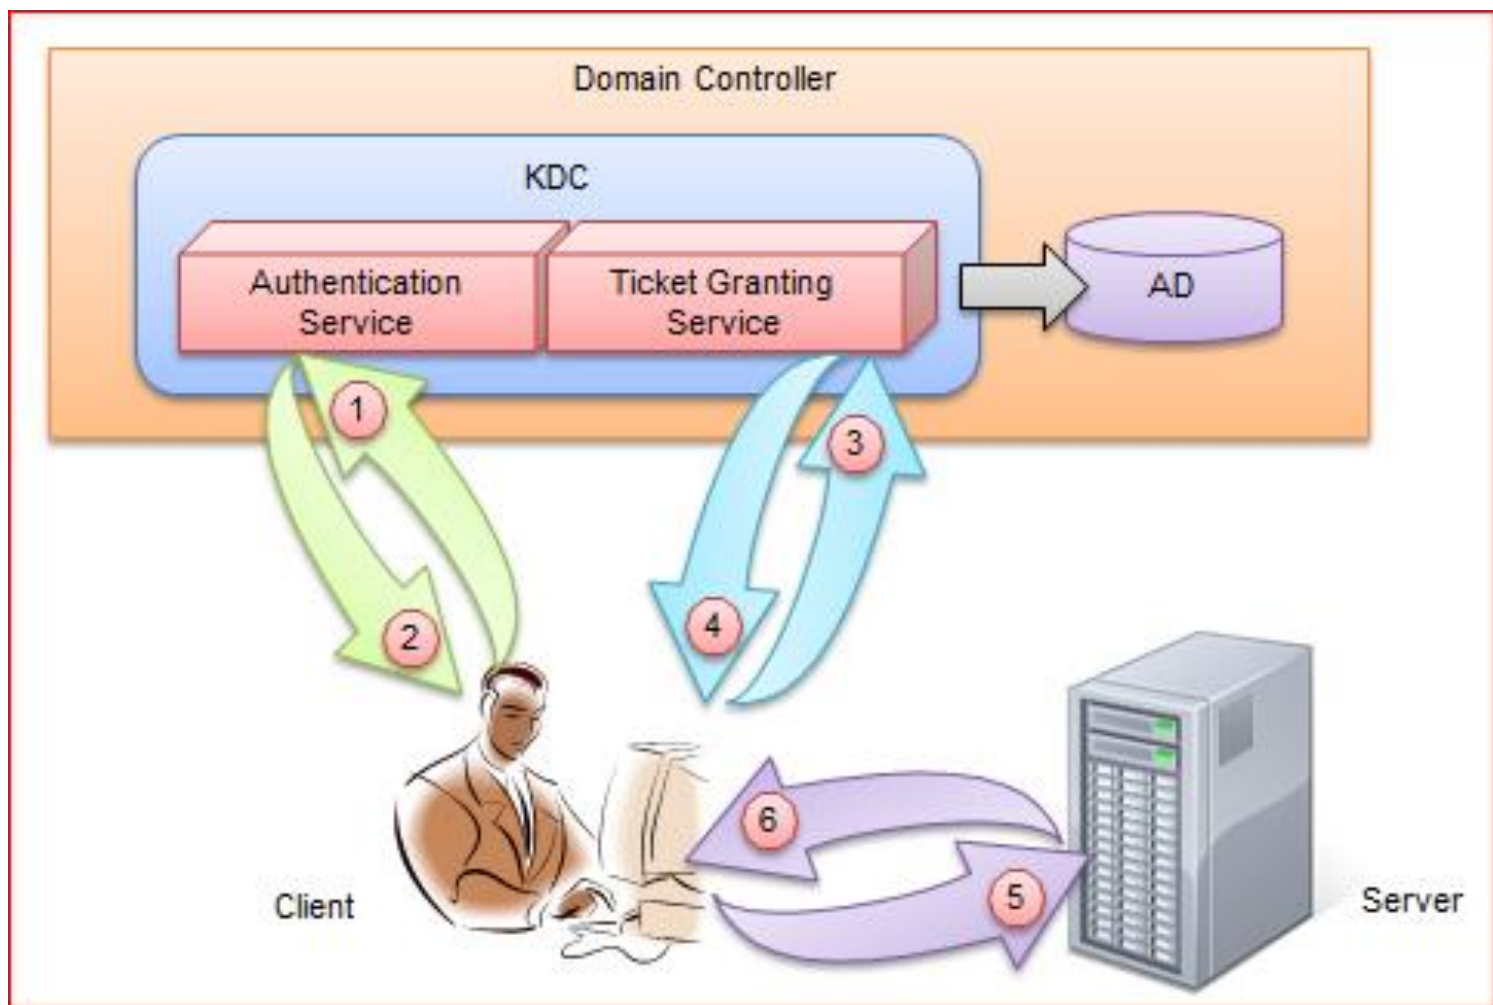 Domain Controller
KDC
Authentication
Service
Ticket Granting
Service
AD
1
3
2
4
6
5
Client
Server